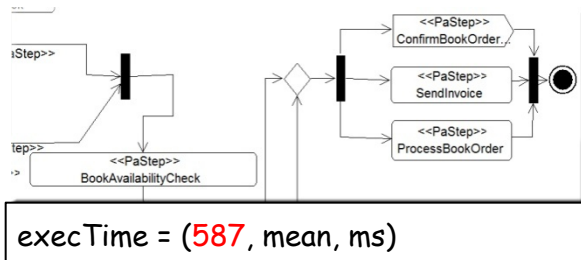 <<PaStep>>
ConfirmBookOrder...
aStep>>
<<PaStep>>
SendInvoice
<<PaStep>>
ProcessBookOrder
tep>>
>>
<<PaStep>>
BookAvailabilityCheck
execTime = (587, mean, ms)